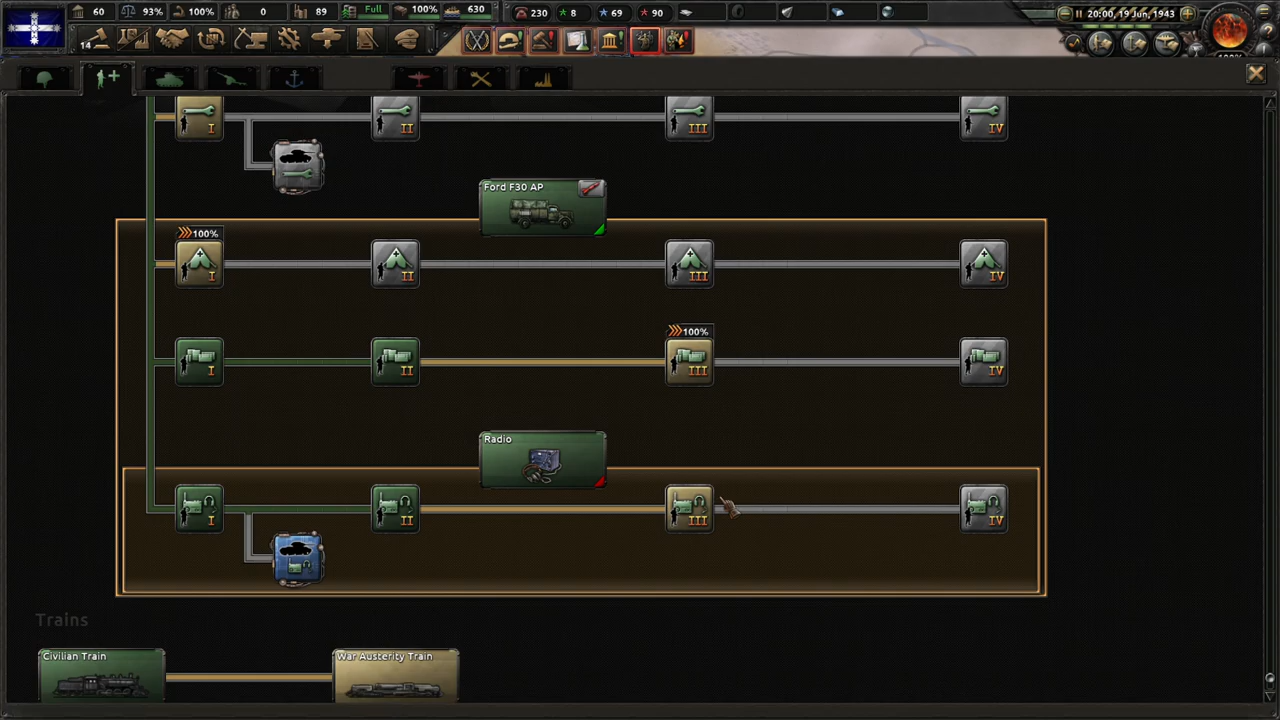 60 93% 100% 0 89 Full 100% 630 230 8 69 90 20:00, 19 Jun, 1943
14
100%
I II III IV
Ford F30 AP
100%
I II III IV
100%
I II III IV
Radio
I II III IV
Trains
Civilian Train War Austerity Train